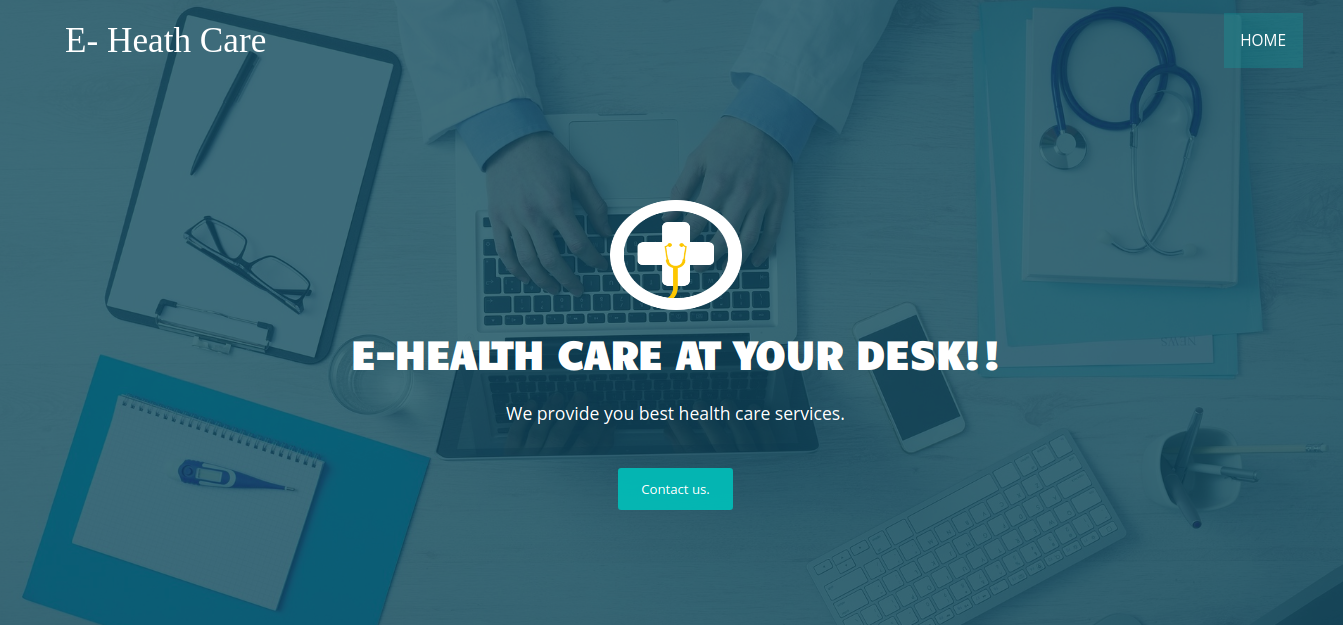 E- Heath Care
HOME
E-HEALTH CARE AT YOUR DESK!!
We provide you best health care services.
Contact us.